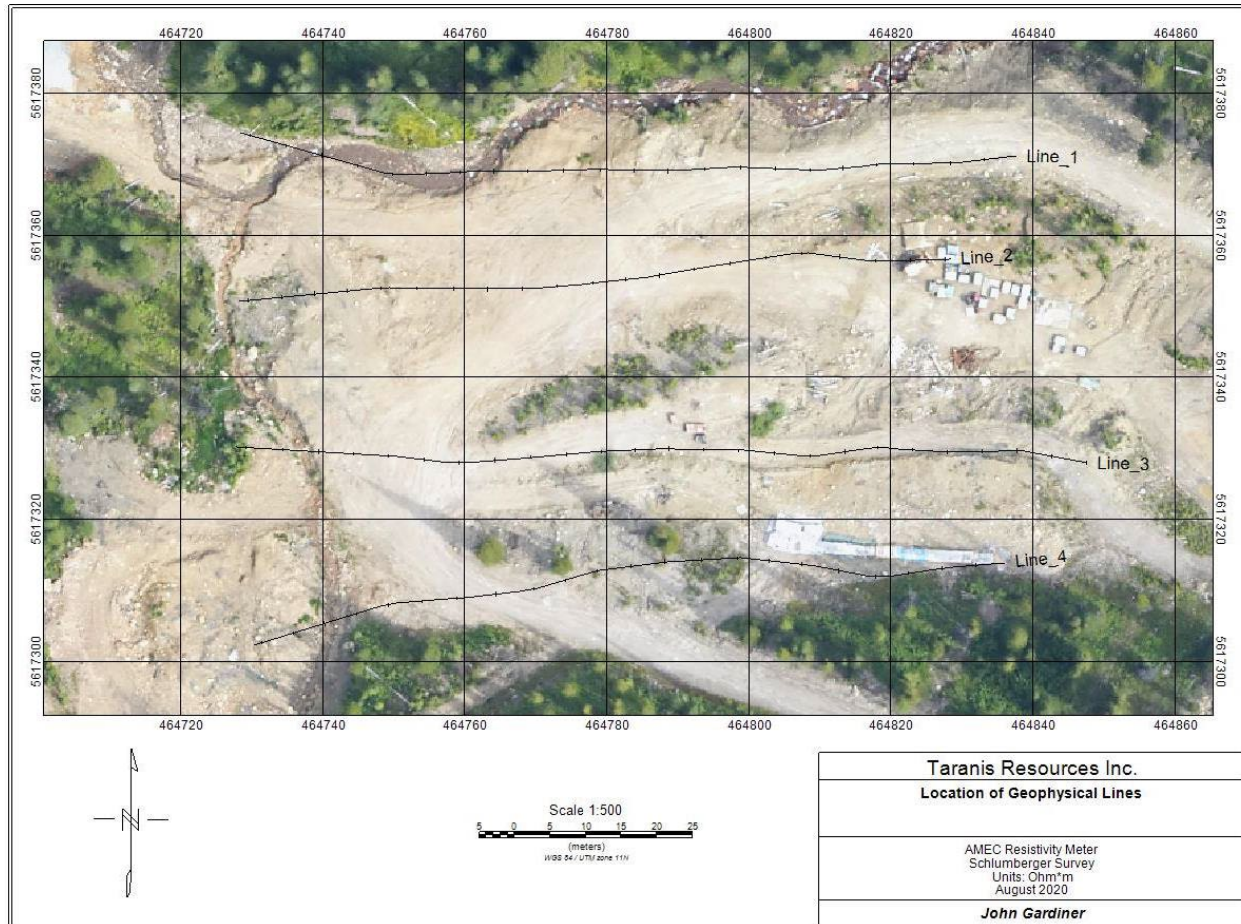 464720 464740 464760 464780 464800 464820 464840 464860
5617380 5617380
Line_1
5617360 5617360
Line_2
5617340 5617340
Line_3
5617320 5617320
Line_4
5617300 5617300
464720 464740 464760 464780 464800 464820 464840 464860
N
Scale 1:500
5 0 5 10 15 20 25
(meters)
WGS 84 / UTM zone 11N
Taranis Resources Inc.
Location of Geophysical Lines
AMEC Resistivity Meter
Schlumberger Survey
Units: Ohm*m
August 2020
John Gardiner